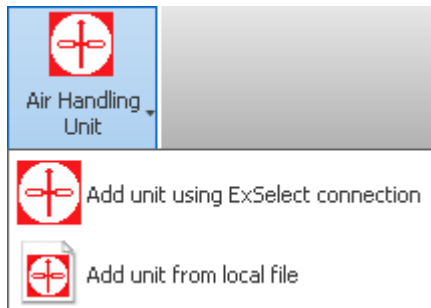 Air Handling
Unit
Add unit using ExSelect connection
Add unit from local file